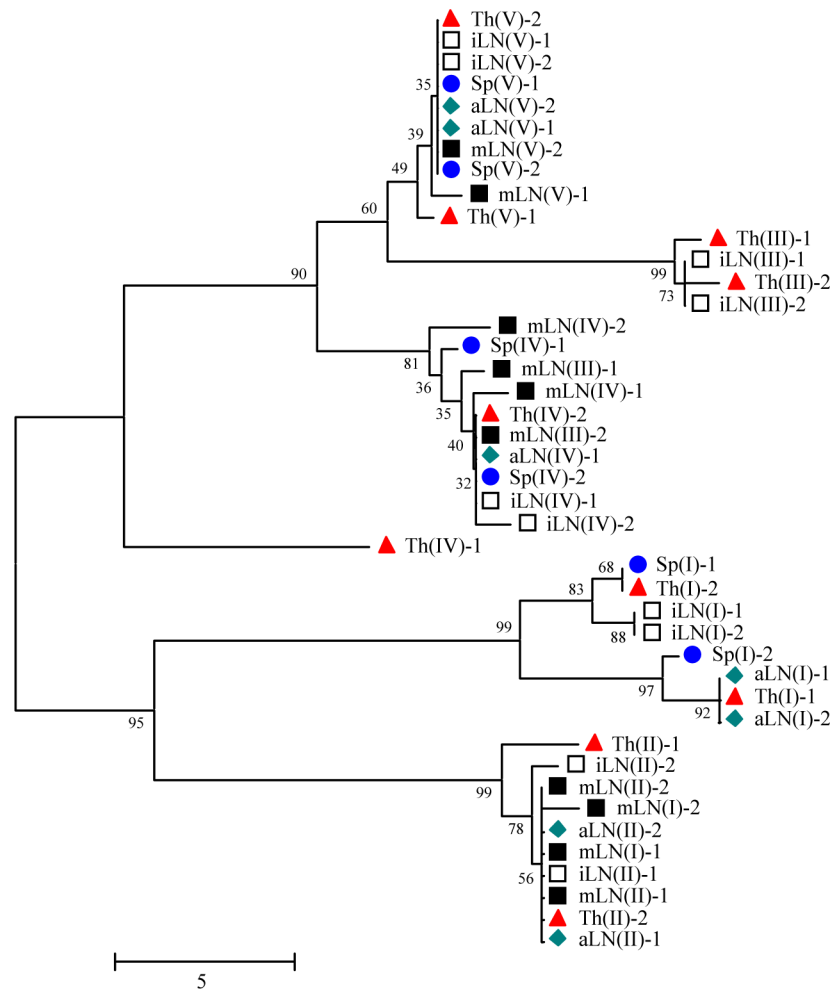 Th(V)-2
iLN(V)-1
iLN(V)-2
35 Sp(V)-1
aLN(V)-2
aLN(V)-1
39 mLN(V)-2
49 Sp(V)-2
mLN(V)-1
60 Th(V)-1
Th(III)-1
iLN(III)-1
90 99 Th(III)-2
73 iLN(III)-2
mLN(IV)-2
Sp(IV)-1
81 mLN(III)-1
36 mLN(IV)-1
35 Th(IV)-2
mLN(III)-2
40 aLN(IV)-1
32 Sp(IV)-2
iLN(IV)-1
iLN(IV)-2
Th(IV)-1
68 Sp(I)-1
83 Th(I)-2
iLN(I)-1
99 88 iLN(I)-2
Sp(I)-2
aLN(I)-1
97 Th(I)-1
95 92 aLN(I)-2
Th(II)-1
iLN(II)-2
99 mLN(II)-2
mLN(I)-2
78 aLN(II)-2
mLN(I)-1
56 iLN(II)-1
mLN(II)-1
Th(II)-2
aLN(II)-1
5